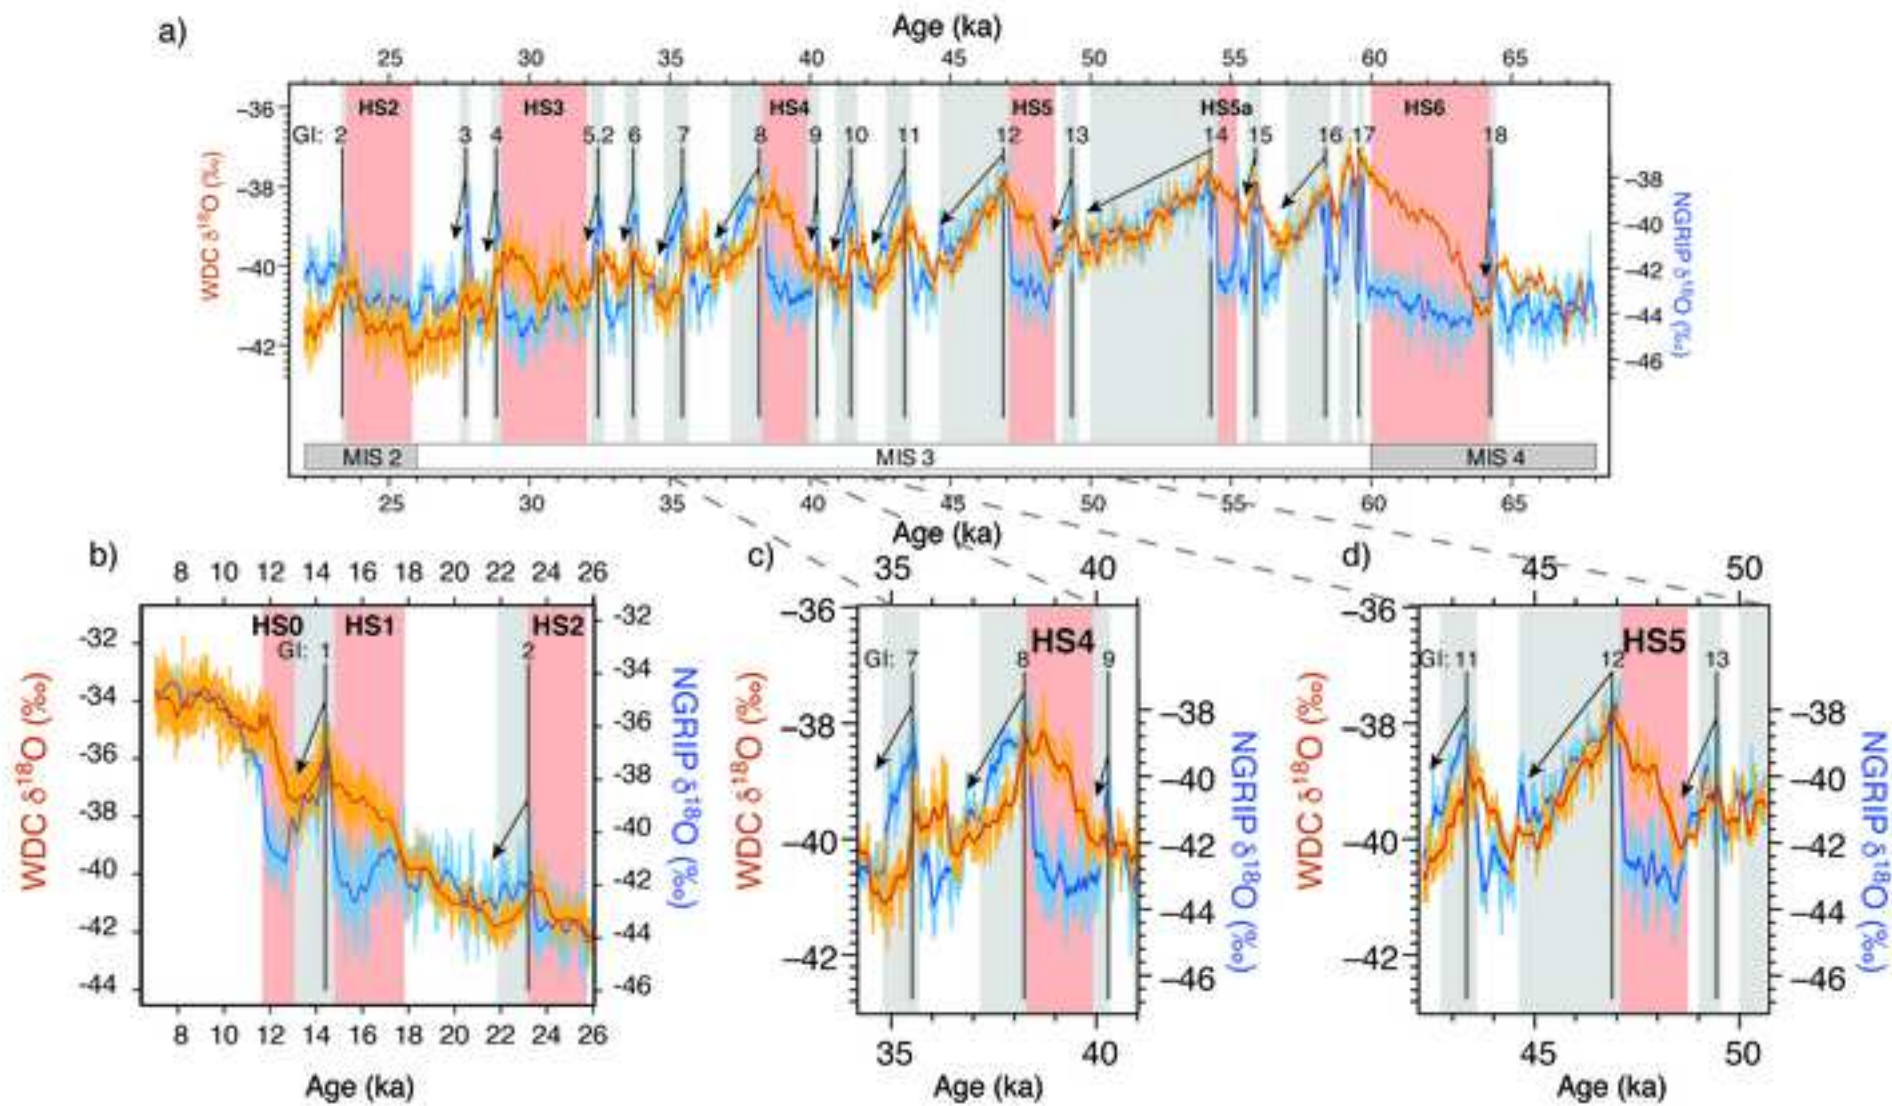 a)
Age (ka)
25 30 35 40 45 50 55 60 65
HS2 HS3 HS4 HS5 HS5a HS6
GI: 2 3 4 5.2 6 7 8 9 10 11 12 13 14 15 16 17 18
WDC δ18O (‰)
–36
–38
–40
–42
NGRIP δ18O (‰)
–38
–40
–42
–44
–46
MIS 2 MIS 3 MIS 4
25 30 35 40 45 50 55 60 65
Age (ka)
b)
8 10 12 14 16 18 20 22 24 26
HS0 HS1 HS2
GI: 1 2
WDC δ18O (‰)
-32
-34
-36
-38
-40
-42
-44
NGRIP δ18O (‰)
-32
-34
-36
-38
-40
-42
-44
-46
8 10 12 14 16 18 20 22 24 26
Age (ka)
c)
35 40
HS4
GI: 7 8 9
WDC δ18O (‰)
–36
–38
–40
–42
NGRIP δ18O (‰)
–38
–40
–42
–44
–46
35 40
Age (ka)
d)
45 50
HS5
GI: 11 12 13
WDC δ18O (‰)
–36
–38
–40
–42
NGRIP δ18O (‰)
–38
–40
–42
–44
–46
45 50
Age (ka)